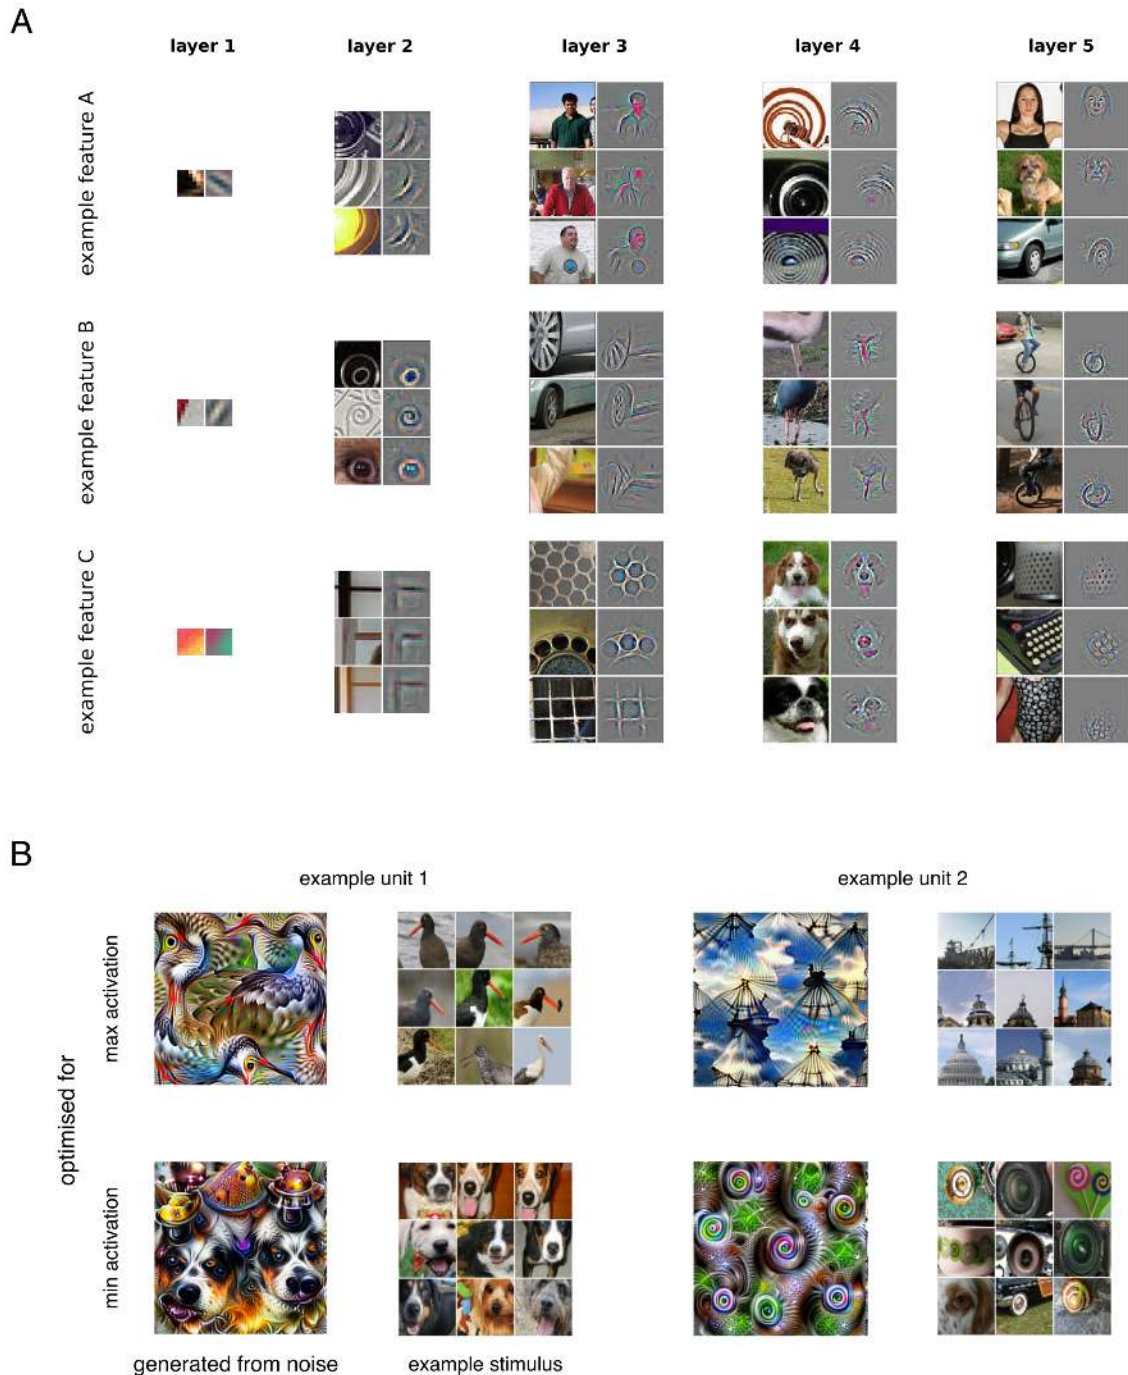 A
layer 1
layer 2
layer 3
layer 4
layer 5
example feature A
example feature B
example feature C
B
example unit 1
example unit 2
optimised for
max activation
min activation
generated from noise
example stimulus